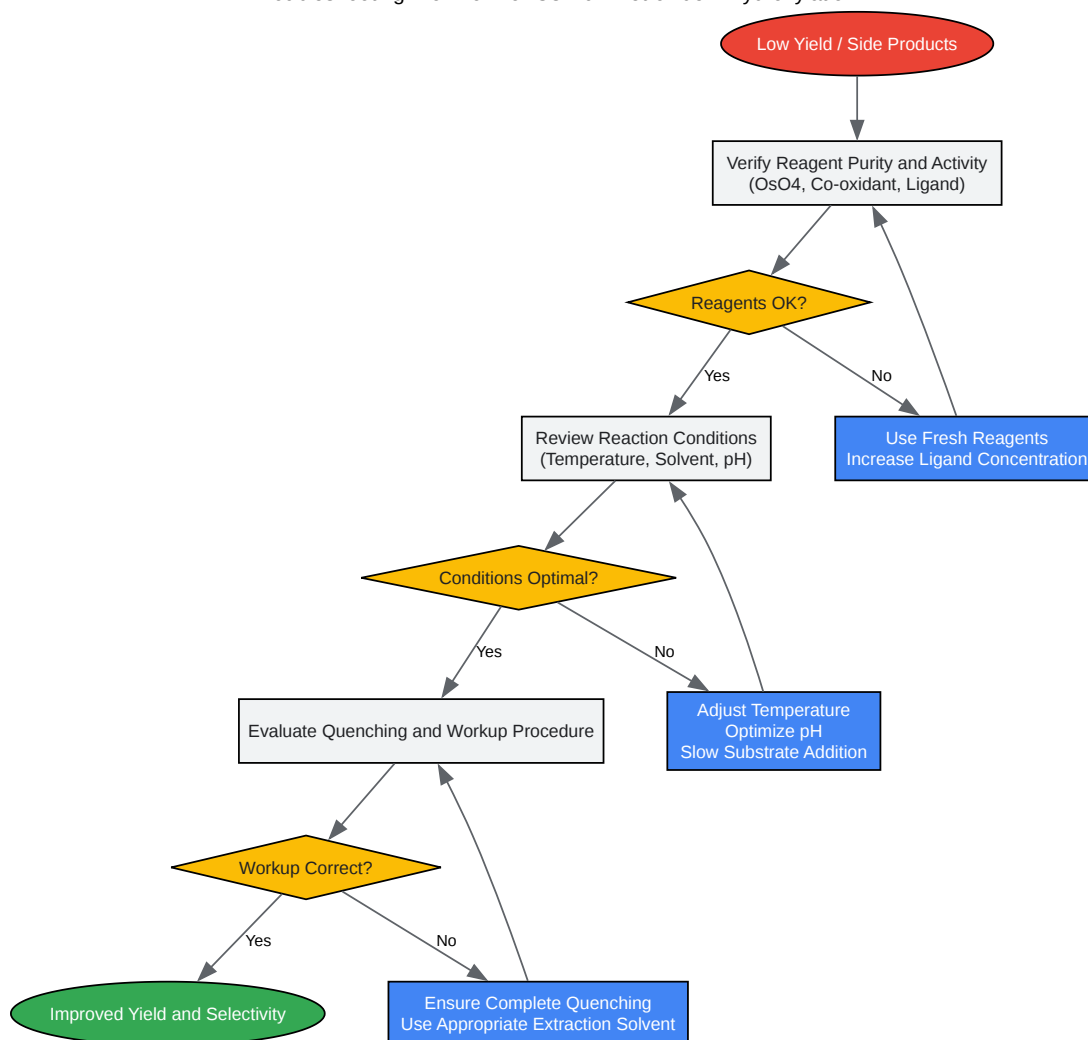 Low Yield / Side Products
Verify Reagent Purity and Activity
(OsO4, Co-oxidant, Ligand)
Reagents OK?
Yes
No
Review Reaction Conditions
(Temperature, Solvent, pH)
Use Fresh Reagents
Increase Ligand Concentration
Conditions Optimal?
Yes
No
Evaluate Quenching and Workup Procedure
Adjust Temperature
Optimize pH
Slow Substrate Addition
Workup Correct?
Yes
No
Improved Yield and Selectivity
Ensure Complete Quenching
Use Appropriate Extraction Solvent